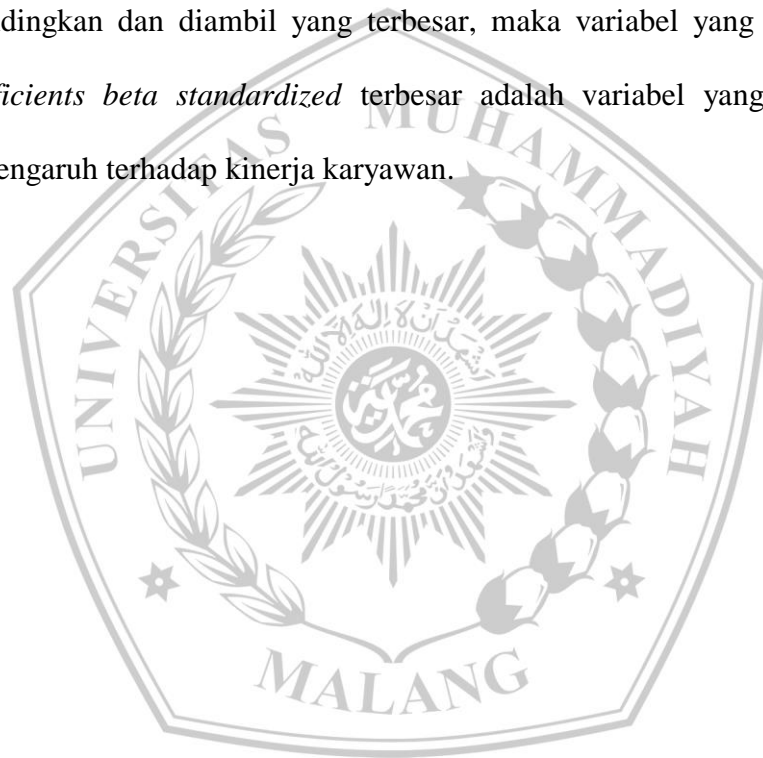 dingkan dan diambil yang terbesar, maka variabel yang
ficients beta standardized terbesar adalah variabel yang
engaruh terhadap kinerja karyawan.
UNIVERSITAS MUHAMMADIYAH
MALANG